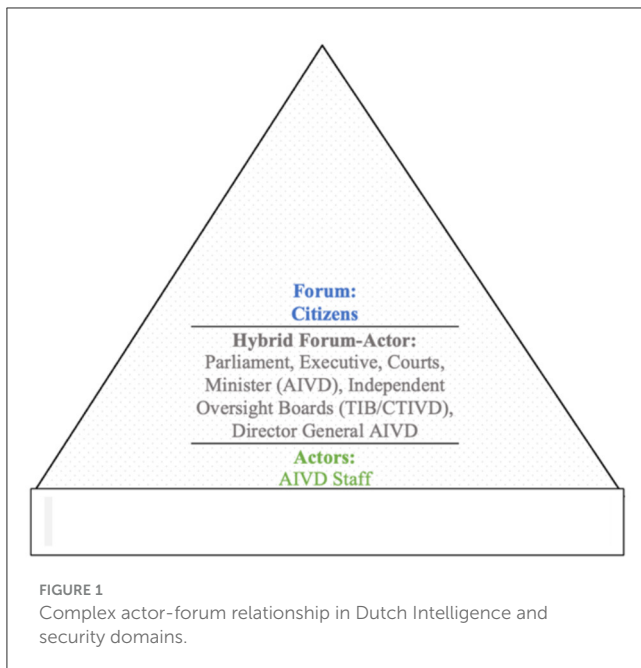 Forum:
Citizens
Hybrid Forum-Actor:
Parliament, Executive, Courts,
Minister (AIVD), Independent
Oversight Boards (TIB/CTIVD),
Director General AIVD
Actors:
AIVD Staff
FIGURE 1
Complex actor-forum relationship in Dutch Intelligence and
security domains.